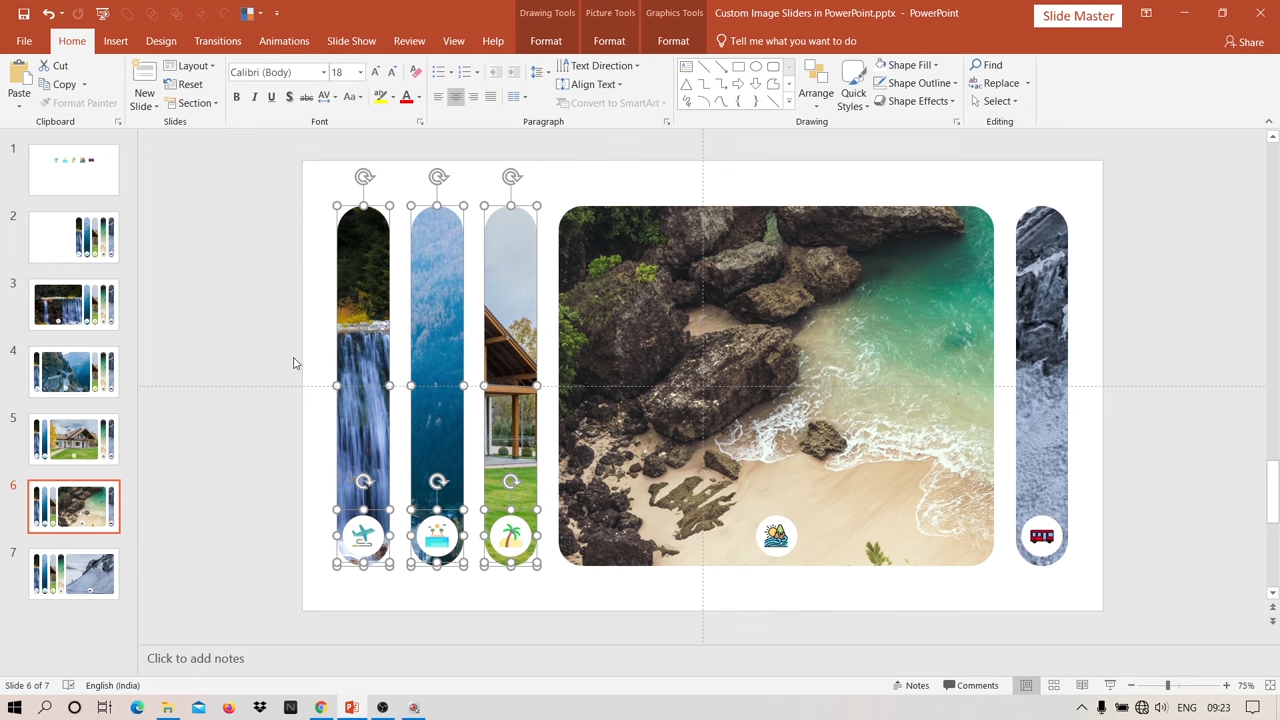 Drawing Tools Picture Tools Graphics Tools Custom Image Sliders in PowerPoint.pptx - PowerPoint Slide Master
File Home Insert Design Transitions Animations Slide Show Review View Help Format Format Format Tell me what you want to do Share
Paste
Cut
Copy
Format Painter
Clipboard
New Slide
Layout
Reset
Section
Slides
Calibri (Body) 18
B I U S abc AV Aa A
Font
Text Direction
Align Text
Convert to SmartArt
Paragraph
Arrange
Quick Styles
Shape Fill
Shape Outline
Shape Effects
Drawing
Find
Replace
Select
Editing
1
2
3
4
5
6
7
Click to add notes
Slide 6 of 7 English (India) Notes Comments 75%
ENG 09:23